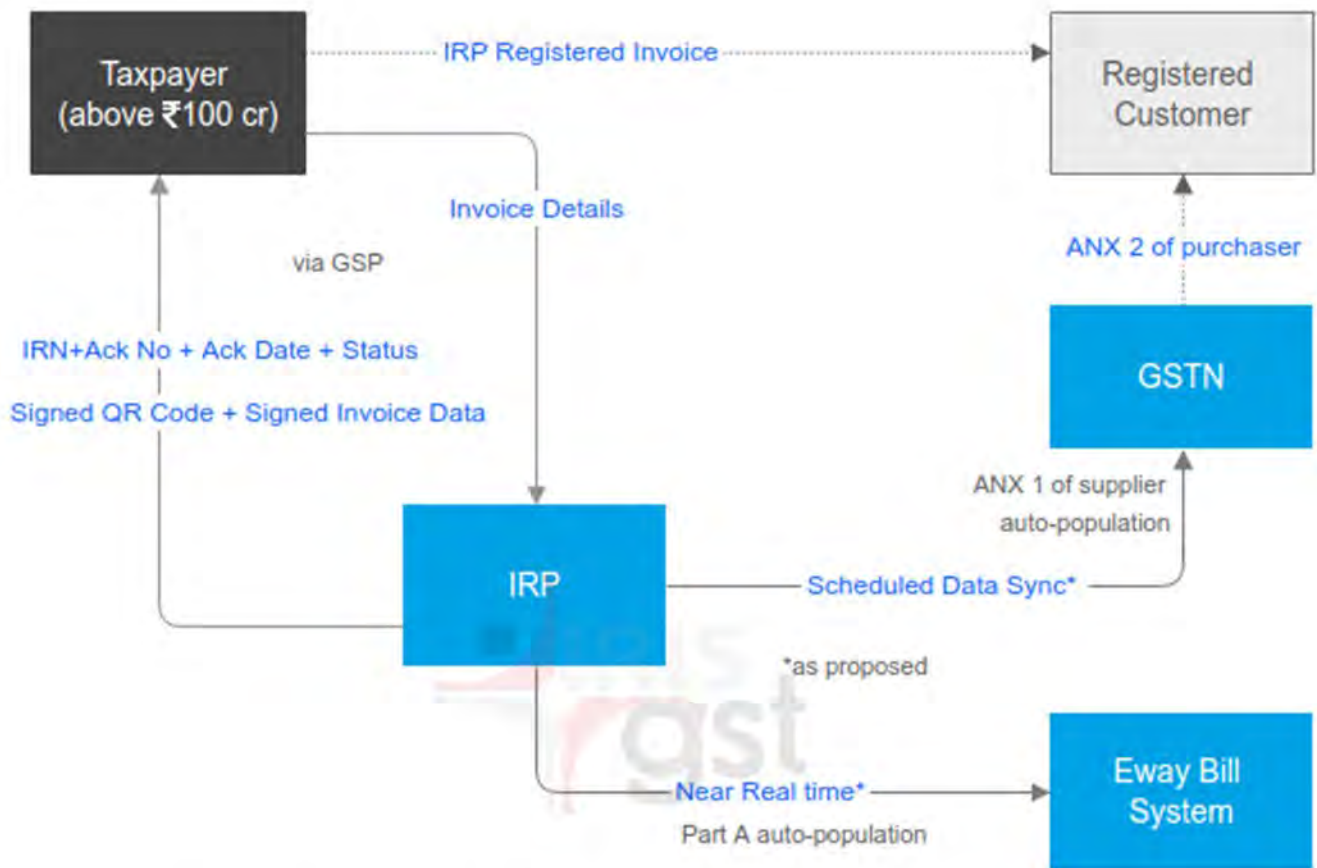 Taxpayer
(above ₹100 cr)
IRP Registered Invoice
Registered
Customer
Invoice Details
via GSP
ANX 2 of purchaser
IRN+Ack No + Ack Date + Status
Signed QR Code + Signed Invoice Data
GSTN
ANX 1 of supplier
auto-population
IRP
Scheduled Data Sync*
*as proposed
IRIS
gst
Near Real time*
Part A auto-population
Eway Bill
System